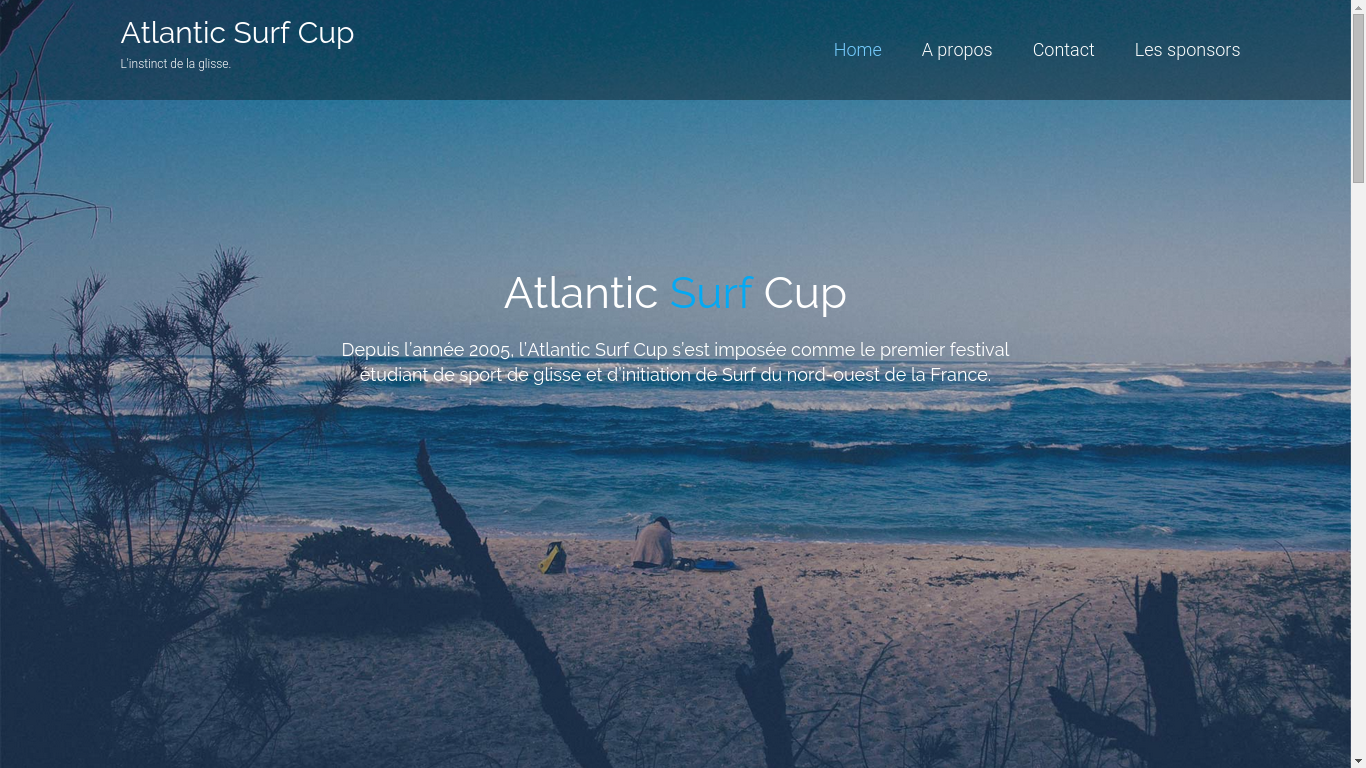 Atlantic Surf Cup
L'instinct de la glisse.
Home A propos Contact Les sponsors
Atlantic Surf Cup
Depuis l'année 2005, l'Atlantic Surf Cup s'est imposée comme le premier festival
étudiant de sport de glisse et d'initiation de Surf du nord-ouest de la France.